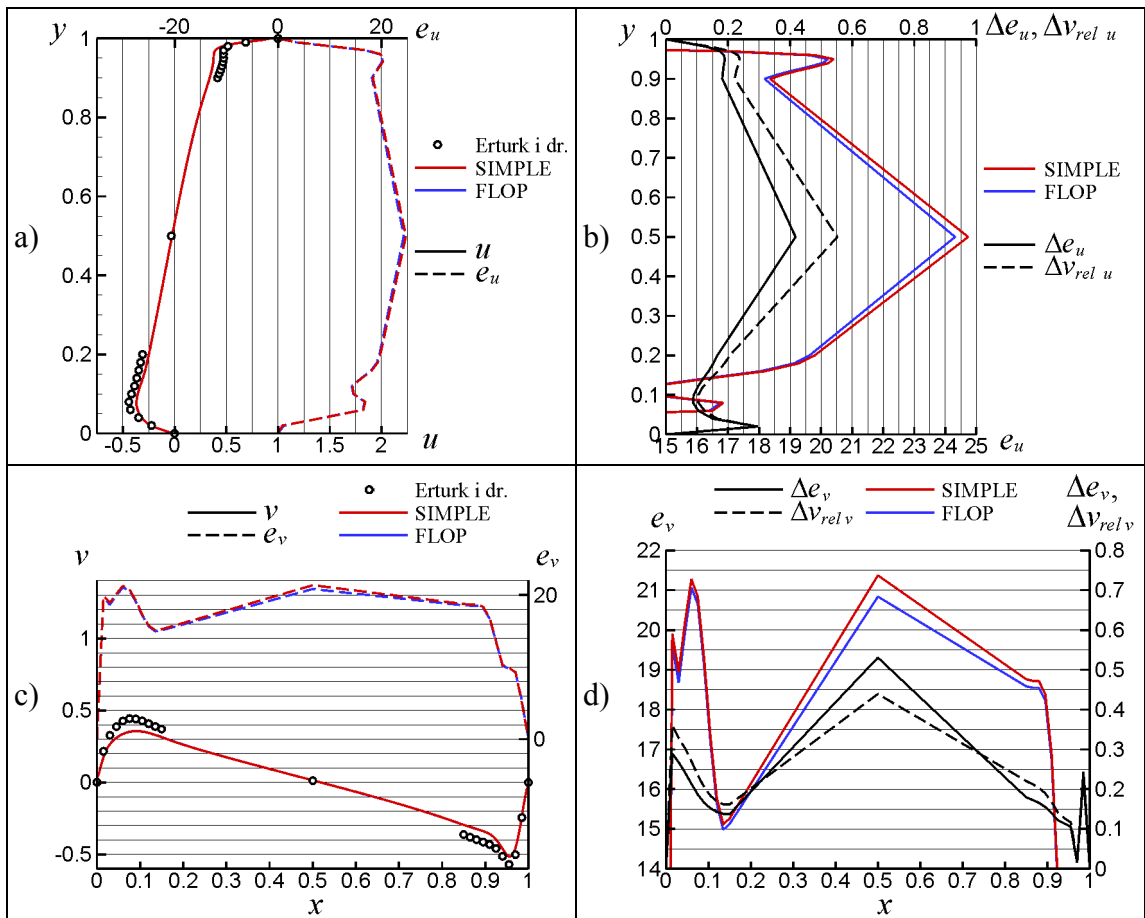 a)
y -20 0 20 e_u
1
0.8
0.6
0.4
0.2
0
-0.5 0 0.5 1 1.5 2 2.5
u
Erturk i dr.
SIMPLE
FLOP
u
e_u
b)
y 0 0.2 0.4 0.6 0.8 1 Δe_u, Δv_rel u
1
0.9
0.8
0.7
0.6
0.5
0.4
0.3
0.2
0.1
0
15 16 17 18 19 20 21 22 23 24 25
e_u
SIMPLE
FLOP
Δe_u
Δv_rel u
c)
v
e_v
Erturk i dr.
SIMPLE
FLOP
v e_v
1
0.5
0
-0.5
20
0
0 0.1 0.2 0.3 0.4 0.5 0.6 0.7 0.8 0.9 1
x
d)
Δe_v
Δv_rel v
SIMPLE
FLOP
Δe_v,
Δv_rel v
e_v
22
21
20
19
18
17
16
15
14
0.8
0.7
0.6
0.5
0.4
0.3
0.2
0.1
0
0 0.1 0.2 0.3 0.4 0.5 0.6 0.7 0.8 0.9 1
x